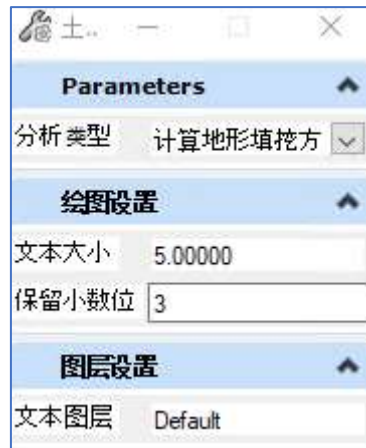 土..
Parameters
分析类型 计算地形填挖方
绘图设置
文本大小 5.00000
保留小数位 3
图层设置
文本图层 Default